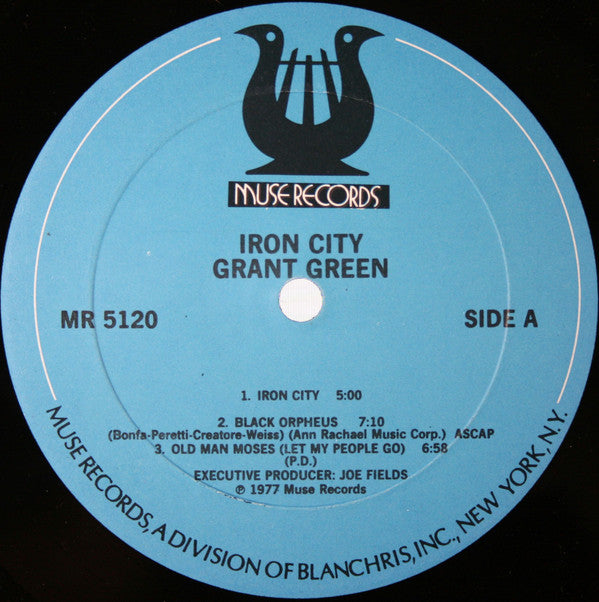 MUSE RECORDS
IRON CITY
GRANT GREEN
MR 5120 SIDE A
1. IRON CITY 5:00
2. BLACK ORPHEUS 7:10
(Bonfa-Peretti-Creatore-Weiss) (Ann Rachael Music Corp.) ASCAP
3. OLD MAN MOSES (LET MY PEOPLE GO) 6:58
(P.D.)
EXECUTIVE PRODUCER: JOE FIELDS
℗ 1977 Muse Records
MUSE RECORDS, A DIVISION OF BLANCHRIS, INC., NEW YORK, N.Y.